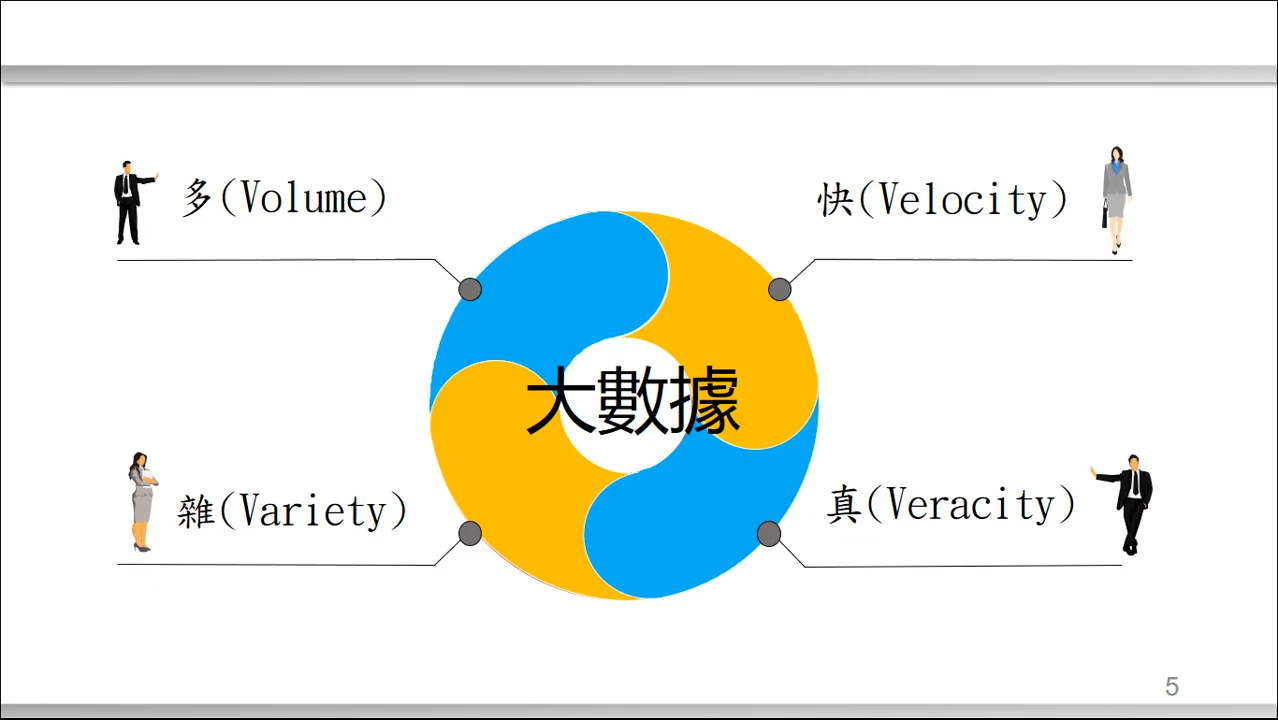 多(Volume)
快(Velocity)
大數據
雜(Variety)
真(Veracity)
5